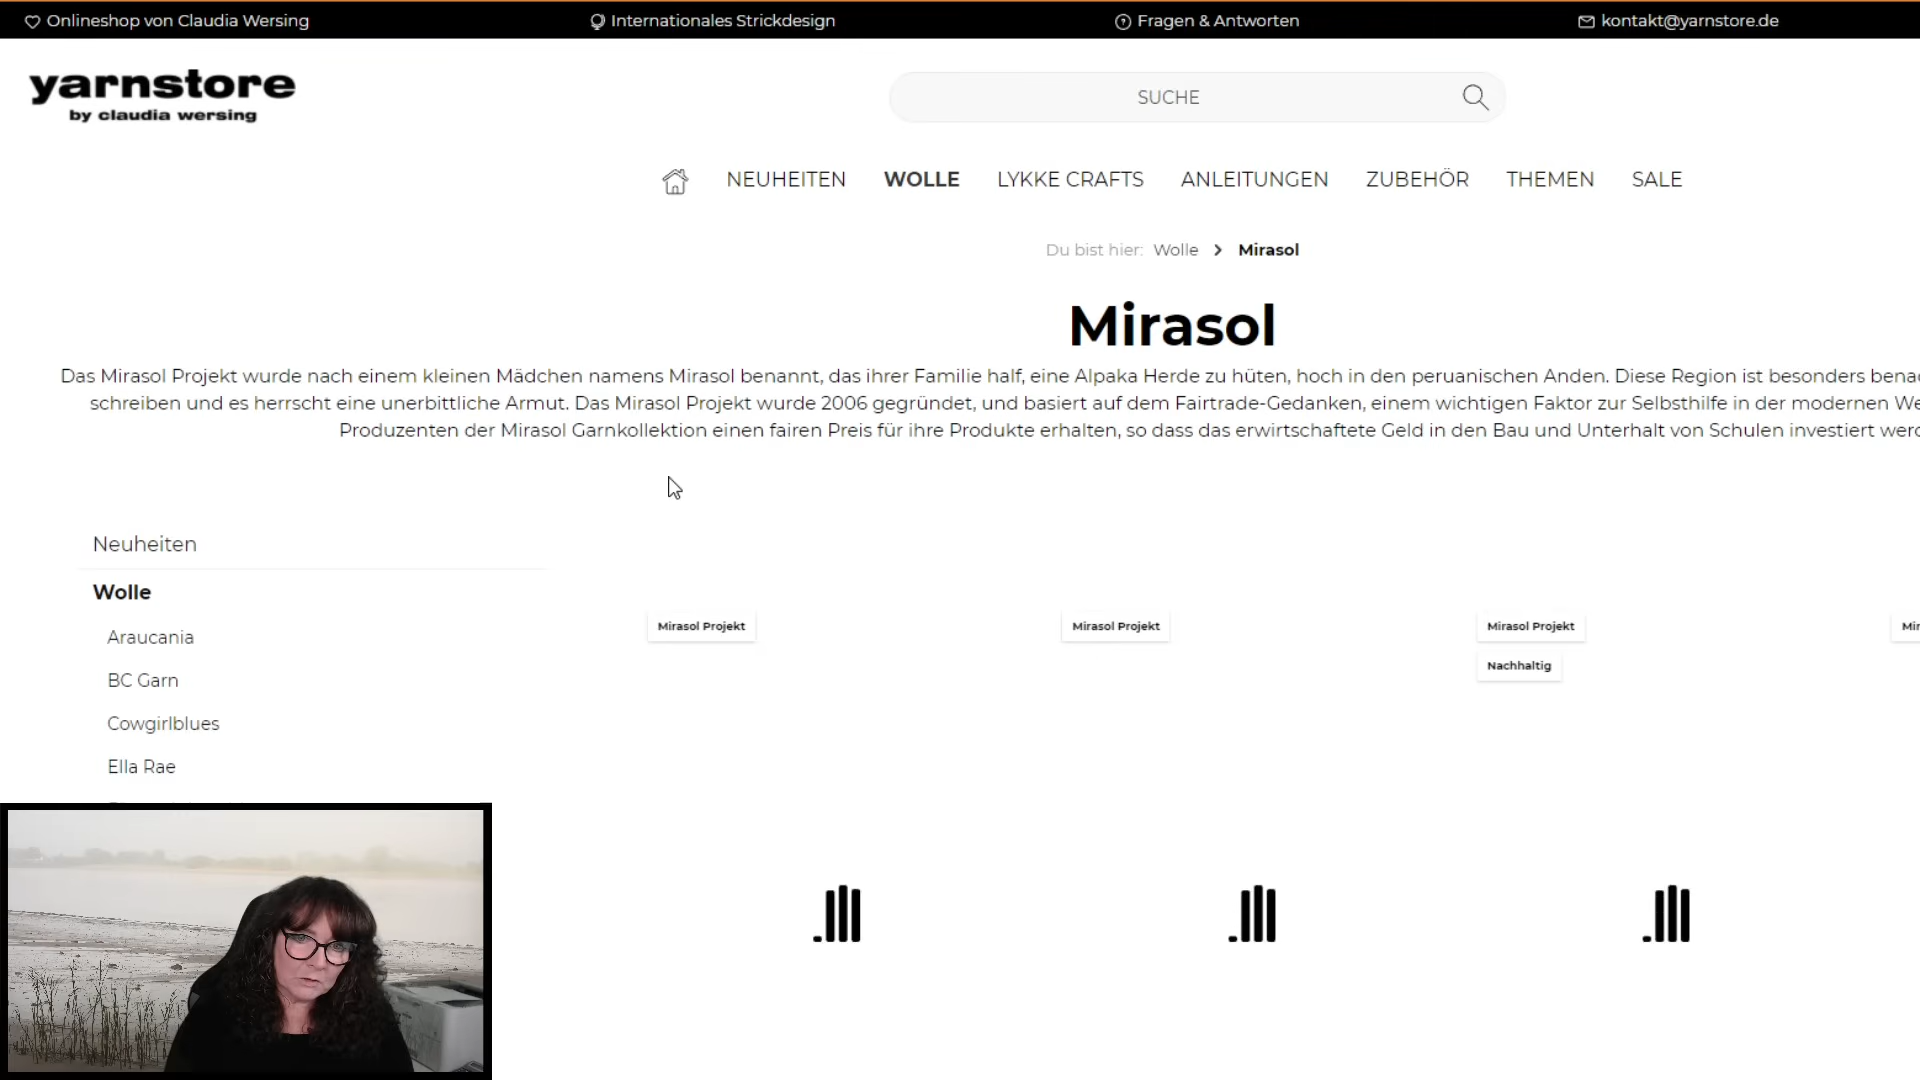 Onlineshop von Claudia Wersing
Internationales Strickdesign
Fragen & Antworten
kontakt@yarnstore.de
yarnstore
by claudia wersing
SUCHE
NEUHEITEN WOLLE LYKKE CRAFTS ANLEITUNGEN ZUBEHÖR THEMEN SALE
Du bist hier: Wolle > Mirasol
Mirasol
Das Mirasol Projekt wurde nach einem kleinen Mädchen namens Mirasol benannt, das ihrer Familie half, eine Alpaka Herde zu hüten, hoch in den peruanischen Anden. Diese Region ist besonders
schreiben und es herrscht eine unerbittliche Armut. Das Mirasol Projekt wurde 2006 gegründet, und basiert auf dem Fairtrade-Gedanken, einem wichtigen Faktor zur Selbsthilfe in der modernen
Produzenten der Mirasol Garnkollektion einen fairen Preis für ihre Produkte erhalten, so dass das erwirtschaftete Geld in den Bau und Unterhalt von Schulen investiert
Neuheiten
Wolle
Araucania
BC Garn
Cowgirlblues
Ella Rae
Mirasol Projekt
Mirasol Projekt
Mirasol Projekt
Nachhaltig